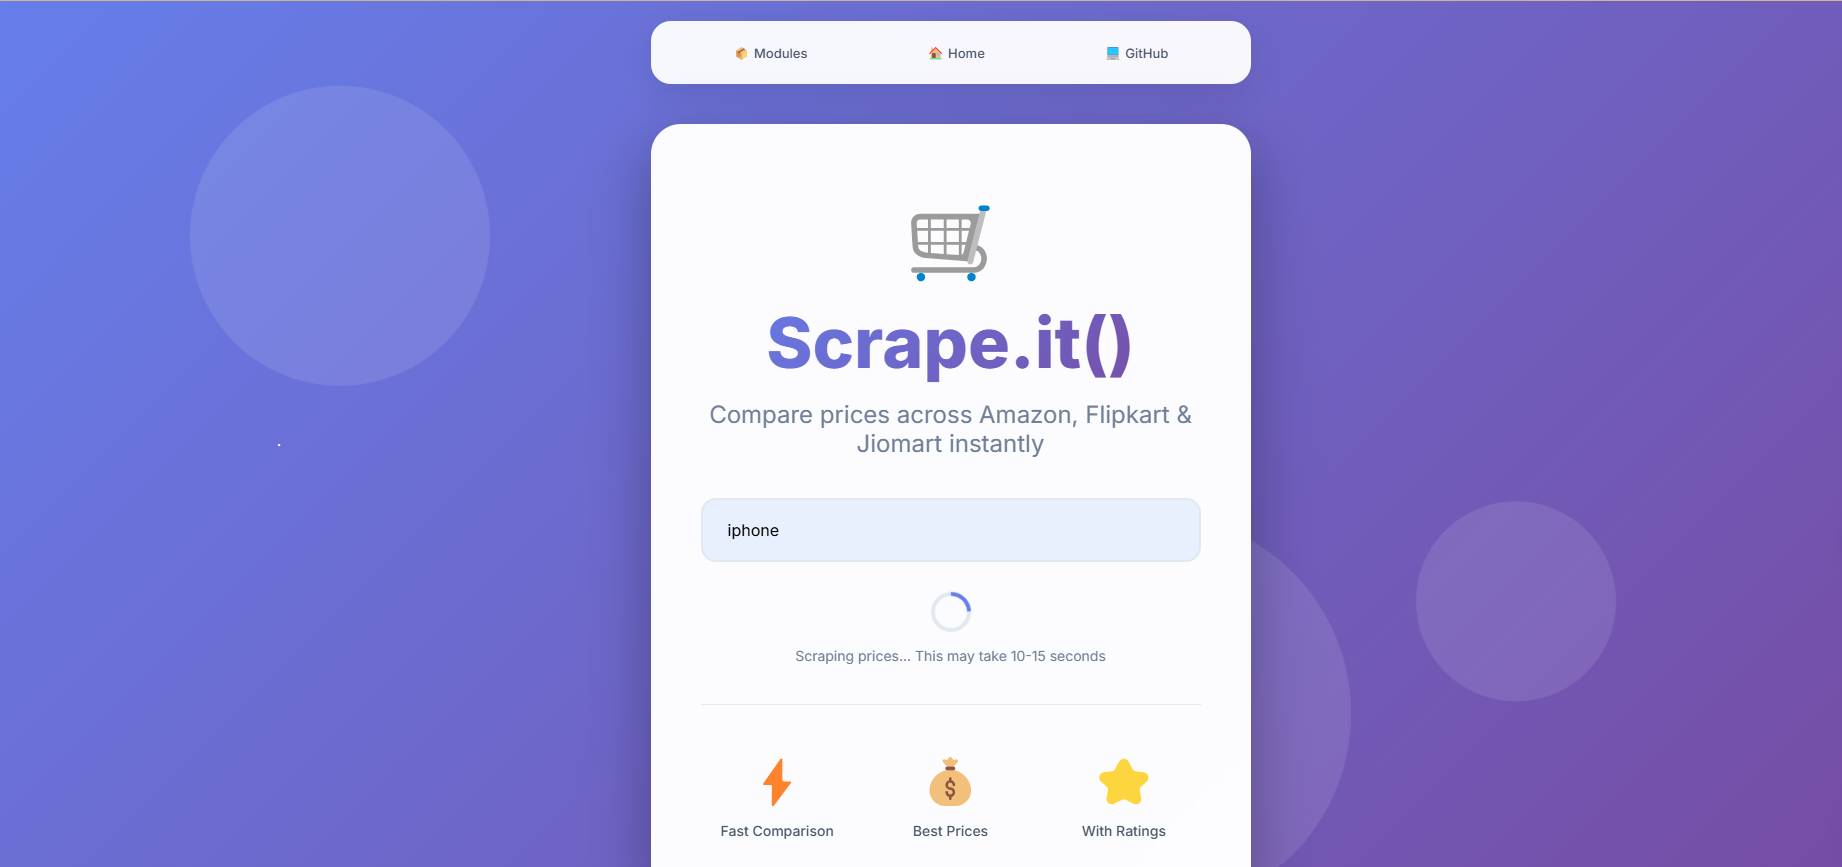 Modules
Home
GitHub
Scrape.it()
Compare prices across Amazon, Flipkart &
Jiomart instantly
iphone
Scraping prices... This may take 10-15 seconds
Fast Comparison
Best Prices
With Ratings